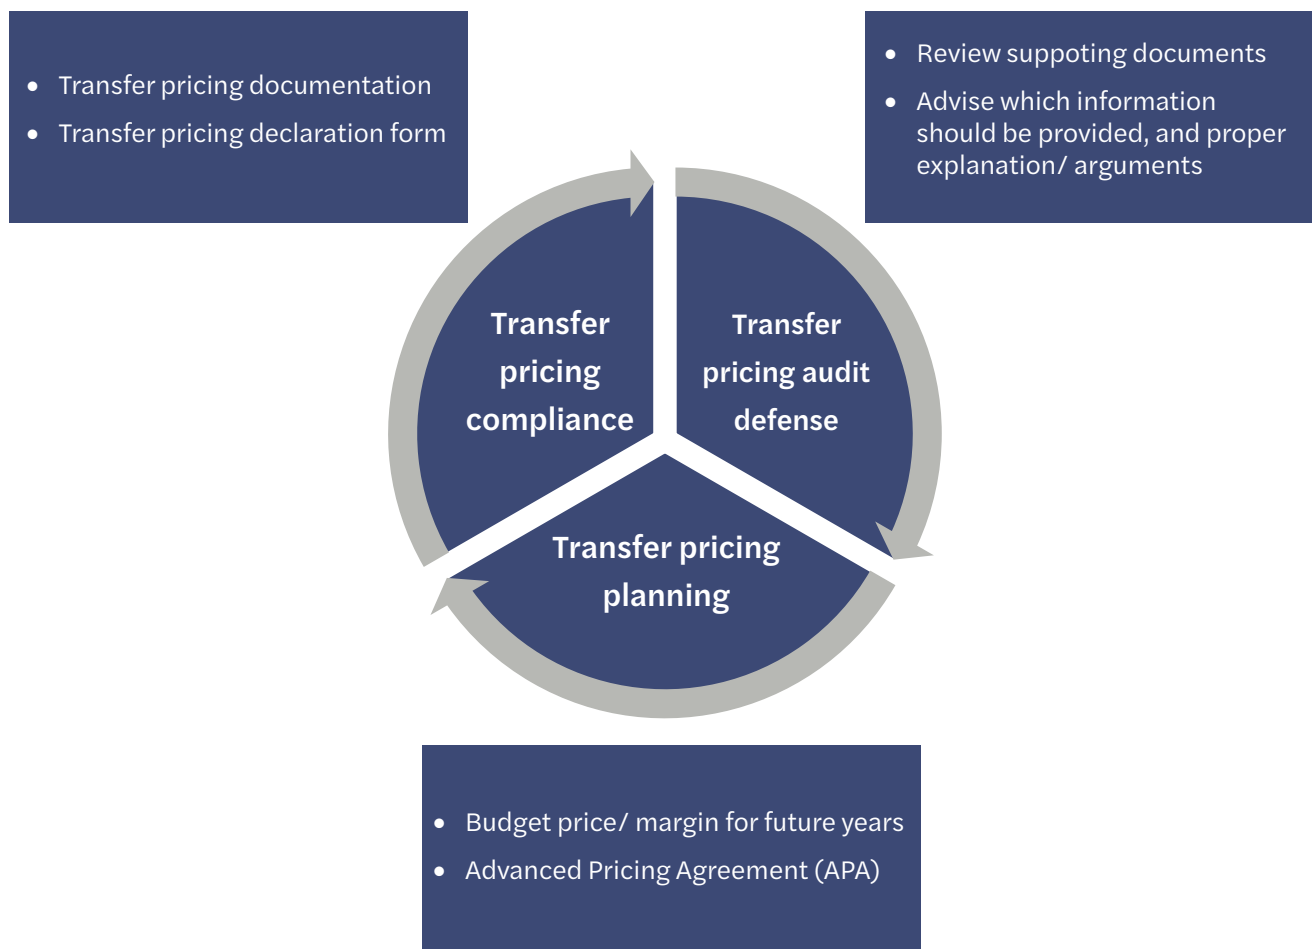 • Transfer pricing documentation
• Transfer pricing declaration form
• Review suppoting documents
• Advise which information
should be provided, and proper
explanation/ arguments
Transfer
pricing
compliance
Transfer
pricing audit
defense
Transfer pricing
planning
• Budget price/ margin for future years
• Advanced Pricing Agreement (APA)